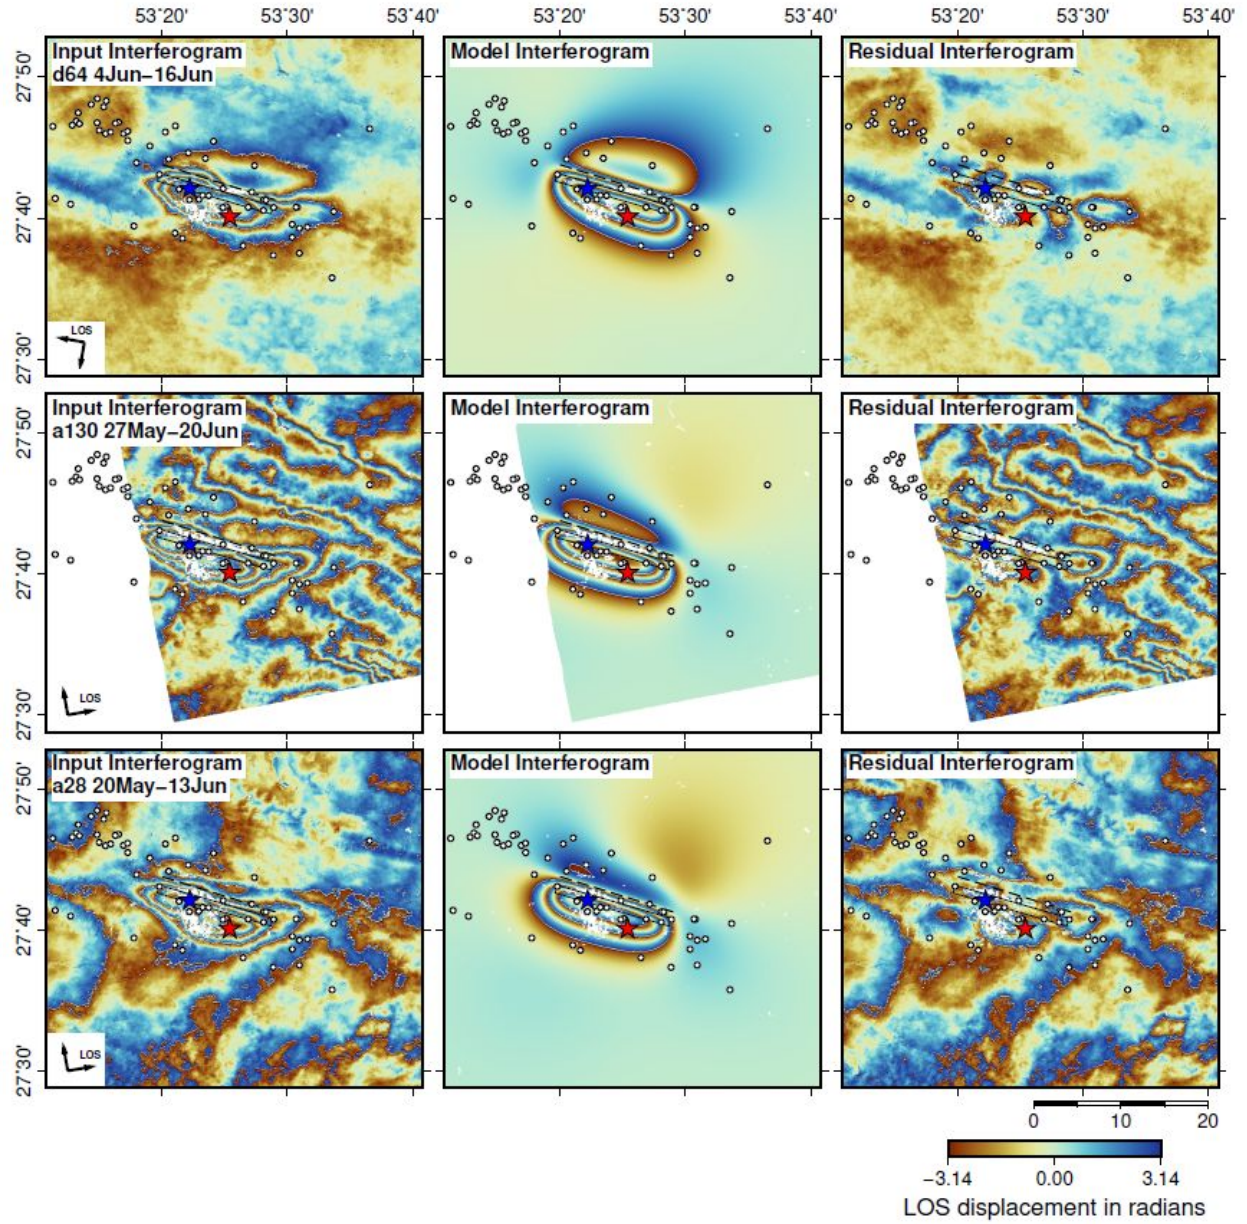 53°20' 53°30' 53°40' 53°20' 53°30' 53°40' 53°20' 53°30' 53°40'
Input Interferogram
d64 4Jun−16Jun
Model Interferogram
Residual Interferogram
27°50'
27°40'
27°30'
LOS
Input Interferogram
a130 27May−20Jun
Model Interferogram
Residual Interferogram
27°50'
27°40'
27°30'
LOS
Input Interferogram
a28 20May−13Jun
Model Interferogram
Residual Interferogram
27°50'
27°40'
27°30'
LOS
0 10 20
−3.14 0.00 3.14
LOS displacement in radians